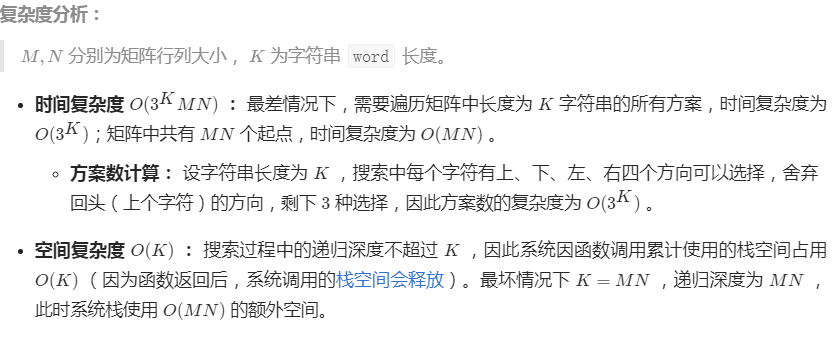 复杂度分析：
M, N 分别为矩阵行列大小， K 为字符串 word 长度。
• 时间复杂度 O(3^K MN) ： 最差情况下，需要遍历矩阵中长度为 K 字符串的所有方案，时间复杂度为
O(3^K)；矩阵中共有 MN 个起点，时间复杂度为 O(MN) 。
◦ 方案数计算： 设字符串长度为 K ，搜索中每个字符有上、下、左、右四个方向可以选择，舍弃
回头（上个字符）的方向，剩下 3 种选择，因此方案数的复杂度为 O(3^K) 。
• 空间复杂度 O(K) ： 搜索过程中的递归深度不超过 K ，因此系统因函数调用累计使用的栈空间占用
O(K) （因为函数返回后，系统调用的栈空间会释放）。最坏情况下 K = MN ，递归深度为 MN ，
此时系统栈使用 O(MN) 的额外空间。